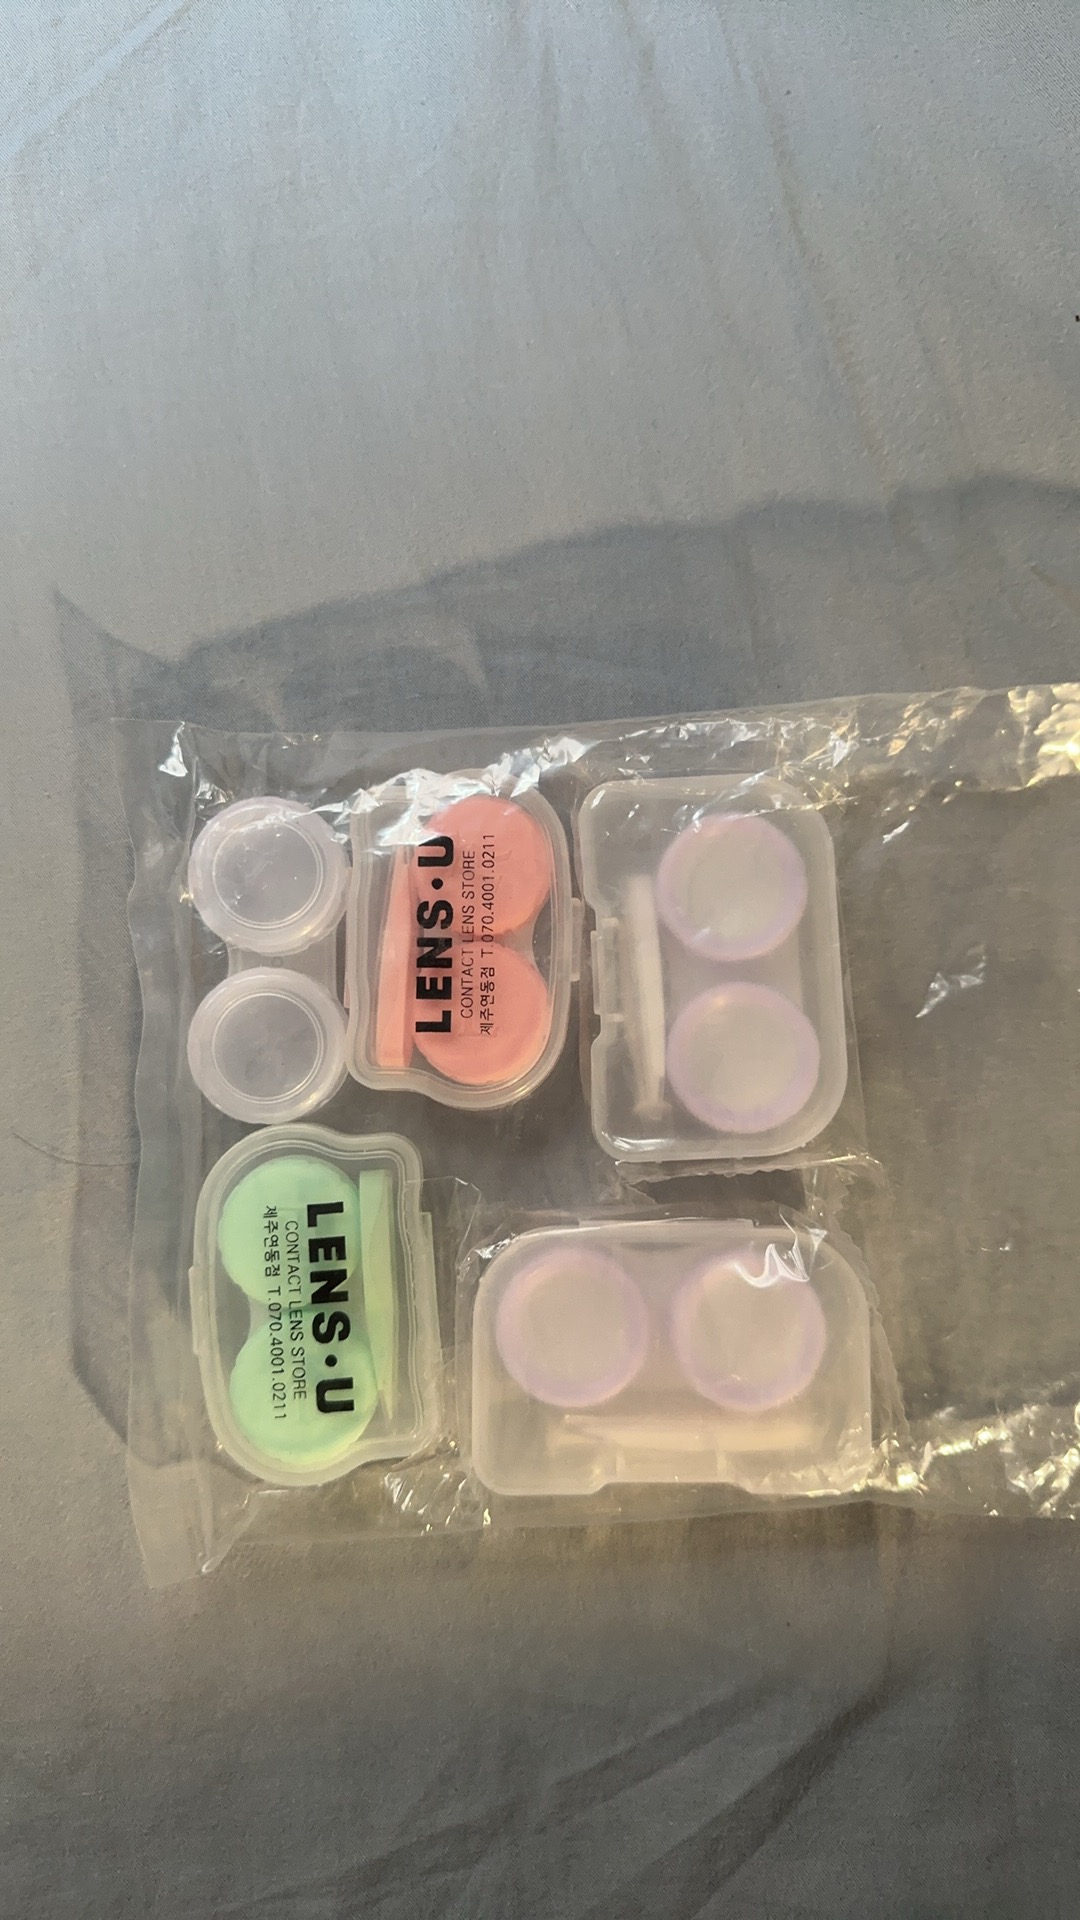 LENS·U
CONTACT LENS STORE
제주연동점 T.070.4001.0211
LENS·U
CONTACT LENS STORE
제주연동점 T.070.4001.0211